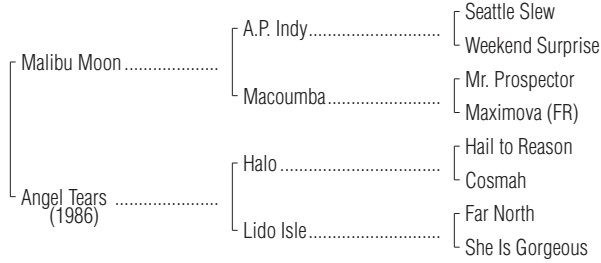 Seattle Slew
A.P. Indy
Weekend Surprise
Malibu Moon
Mr. Prospector
Macoumba
Maximova (FR)
Hail to Reason
Halo
Cosmah
Angel Tears
(1986)
Far North
Lido Isle
She Is Gorgeous